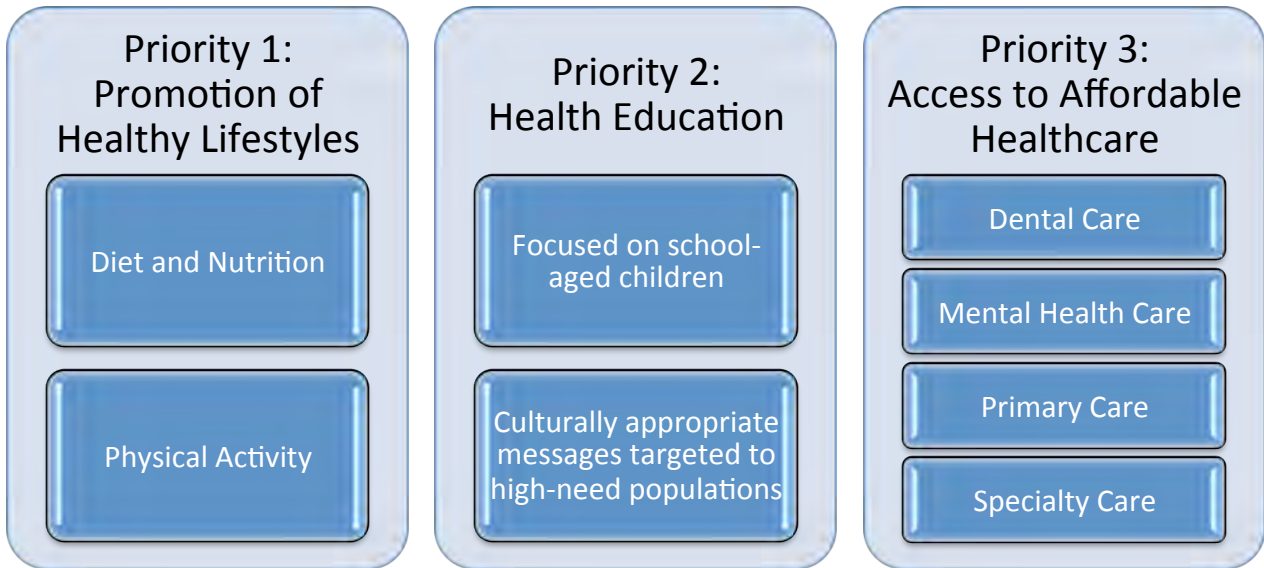 Priority 1:
Promotion of
Healthy Lifestyles
Diet and Nutrition
Physical Activity
Priority 2:
Health Education
Focused on school-
aged children
Culturally appropriate
messages targeted to
high-need populations
Priority 3:
Access to Affordable
Healthcare
Dental Care
Mental Health Care
Primary Care
Specialty Care